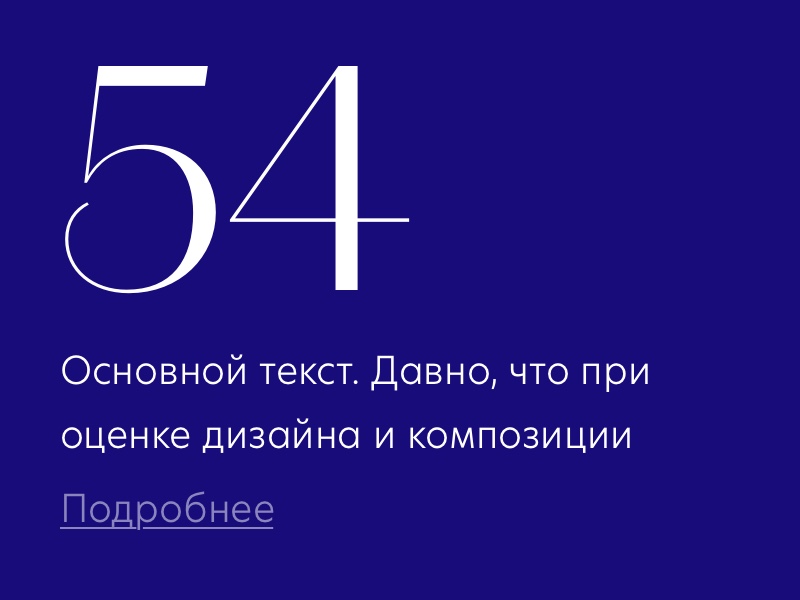 54
Основной текст. Давно, что при
оценке дизайна и композиции
Подробнее